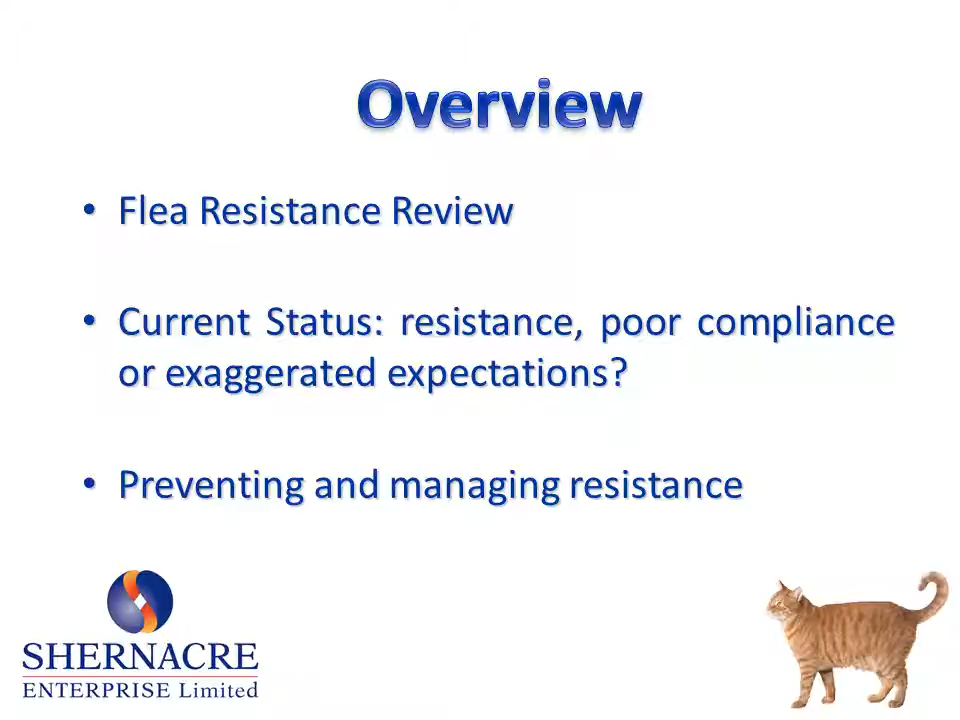 Overview
• Flea Resistance Review
• Current Status: resistance, poor compliance
or exaggerated expectations?
• Preventing and managing resistance
SHERNACRE
ENTERPRISE Limited